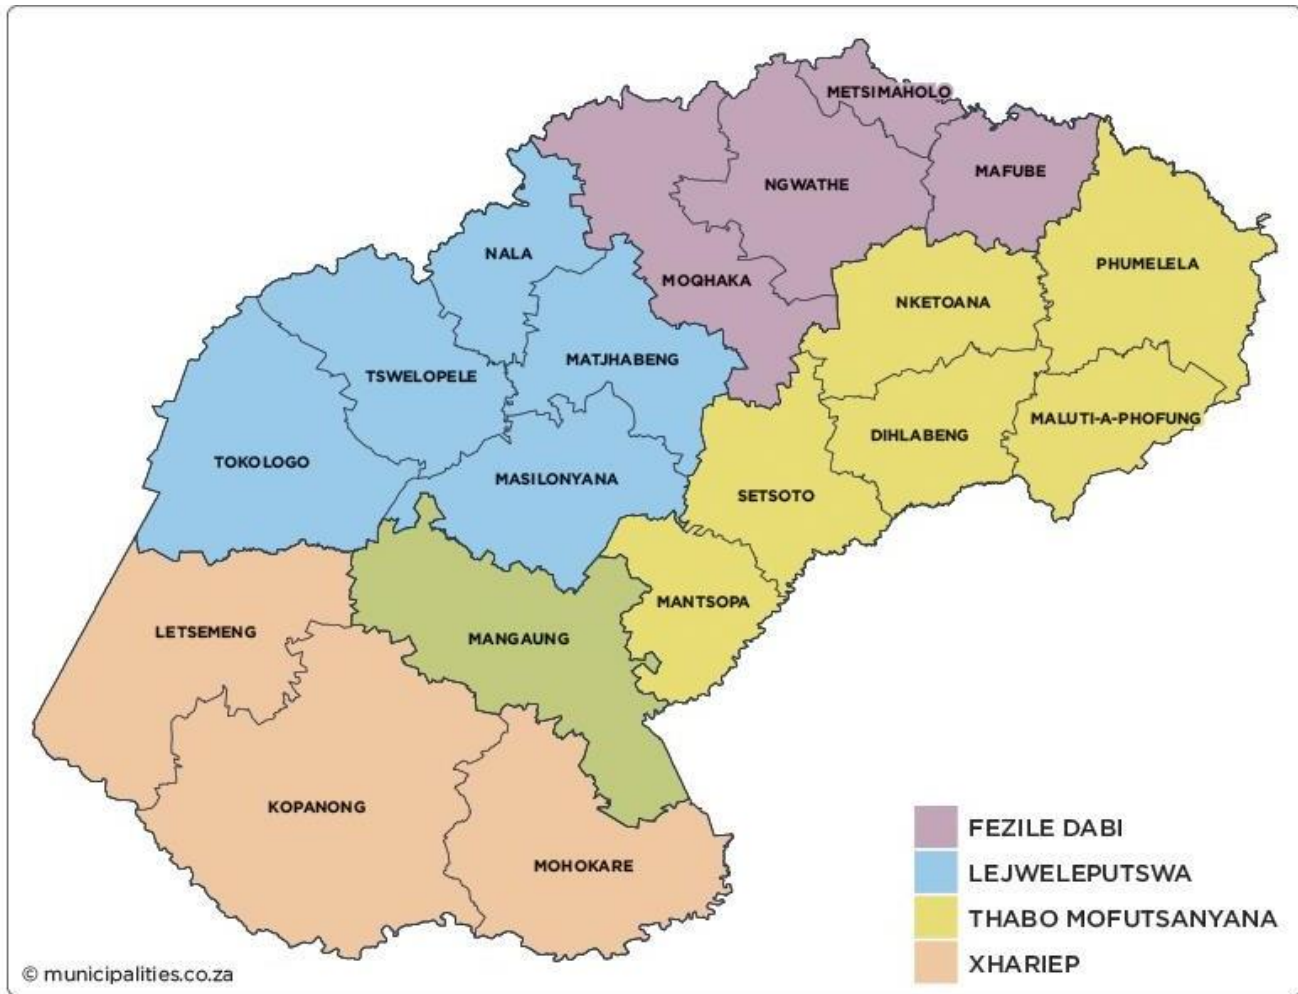 METSIMAHOLO
MAFUBE
NGWATHE
NALA
PHUMELELA
MOQHAKA
NKETOANA
MATJHABENG
TSWELOPELE
MALUTI-A-PHOFUNG
DIHLABENG
TOKOLOGO
MASILONYANA
SETSOTO
MANTSOPA
LETSEMENG
MANGAUNG
KOPANONG
MOHOKARE
FEZILE DABI
LEJWELEPUTSWA
THABO MOFUTSANYANA
XHARIEP
© municipalities.co.za